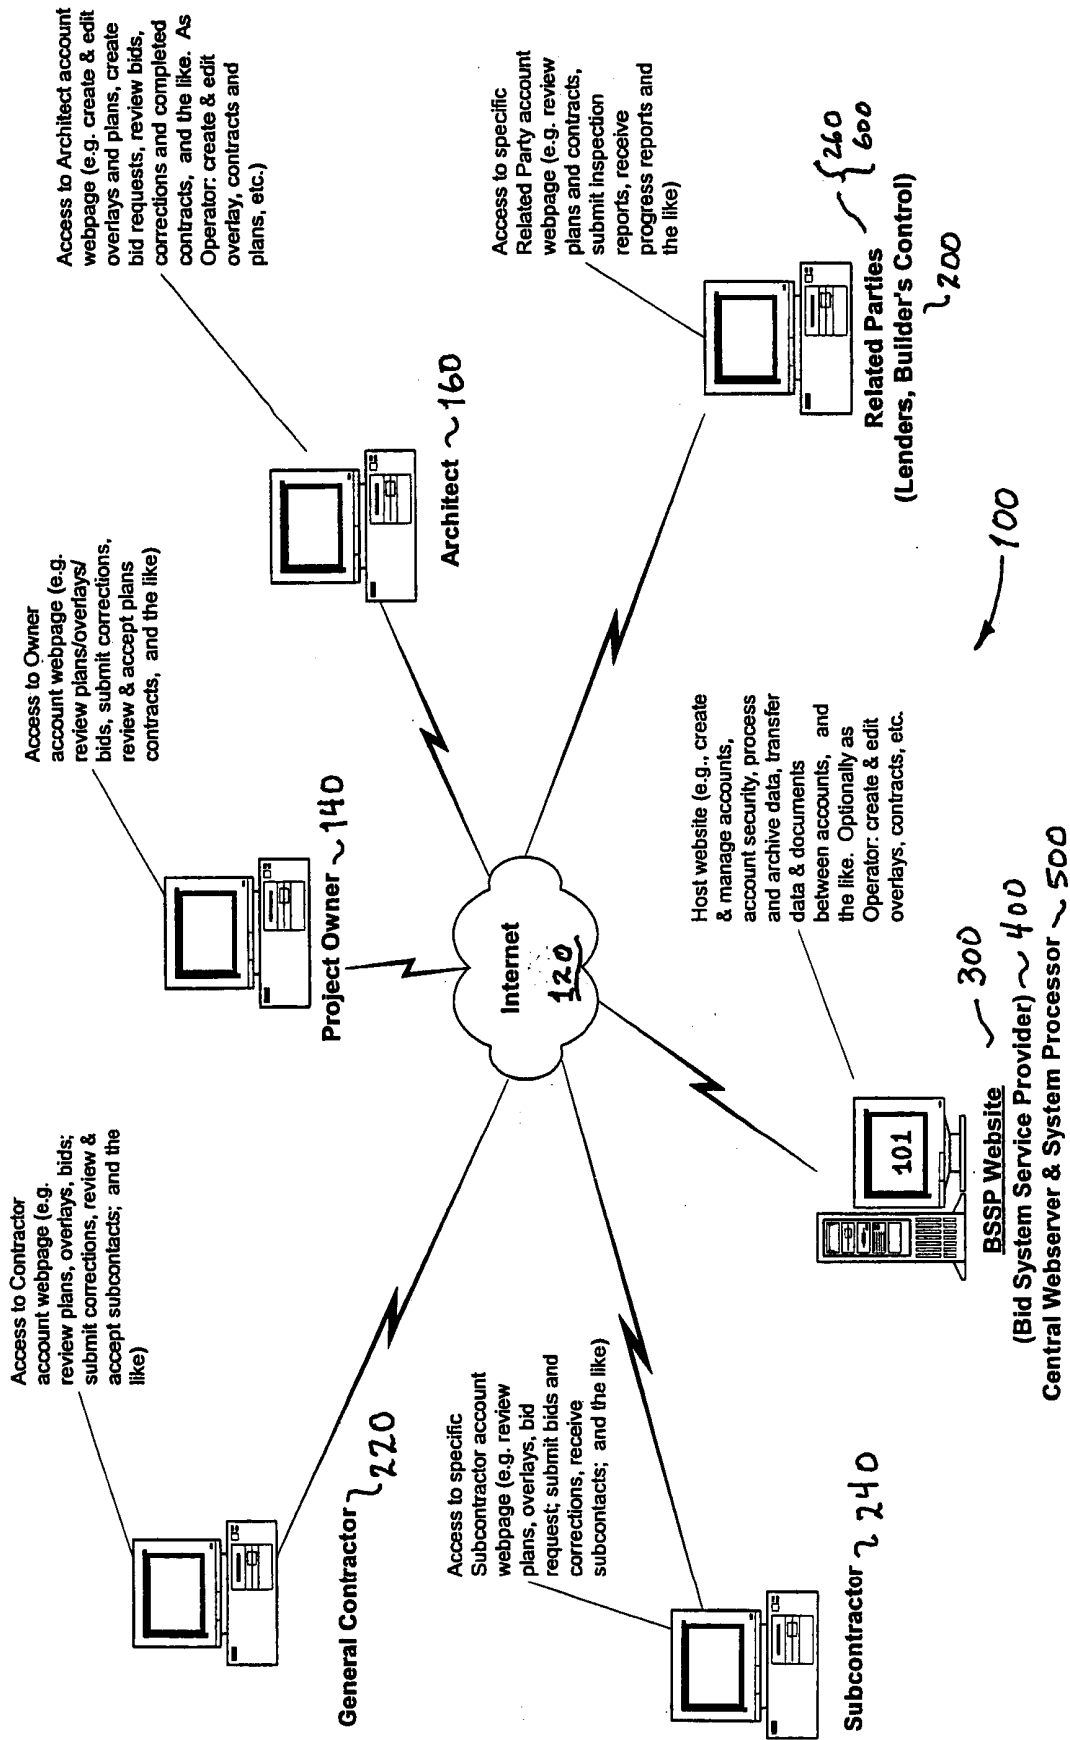 Access to Contractor
account webpage (e.g.
review plans, overlays, bids;
submit corrections, review &
accept subcontacts; and the
like)
General Contractor ~ 220
Access to Owner
account webpage (e.g.
review plans/overlays/
bids, submit corrections,
review & accept plans
contracts, and the like)
Project Owner ~ 140
Access to Architect account
webpage (e.g. create & edit
overlays and plans, create
bid requests, review bids,
corrections and completed
contracts, and the like. As
Operator: create & edit
overlay, contracts and
plans, etc.)
Architect ~ 160
Internet
120
Access to specific
Subcontractor account
webpage (e.g. review
plans, overlays, bid
request; submit bids and
corrections, receive
subcontacts; and the like)
Subcontractor ~ 240
101
BSSP Website ~ 300
(Bid System Service Provider) ~ 400
Central Webserver & System Processor ~ 500
Host website (e.g., create
& manage accounts,
account security, process
and archive data, transfer
data & documents
between accounts, and
the like. Optionally as
Operator: create & edit
overlays, contracts, etc.
Access to specific
Related Party account
webpage (e.g. review
plans and contracts,
submit inspection
reports, receive
progress reports and
the like)
Related Parties ~ { 260
600
(Lenders, Builder's Control)
~ 200
100